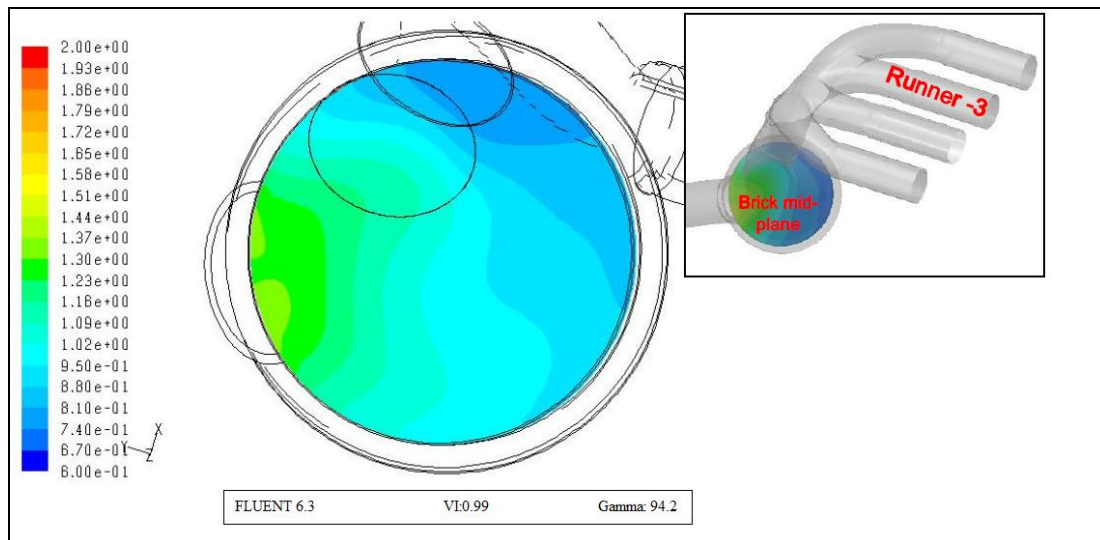 2.00e+00
1.93e+00
1.86e+00
1.79e+00
1.72e+00
1.65e+00
1.58e+00
1.51e+00
1.44e+00
1.37e+00
1.30e+00
1.23e+00
1.16e+00
1.09e+00
1.02e+00
9.50e-01
8.80e-01
8.10e-01
7.40e-01
6.70e-01
6.00e-01
Y
X
Z
Runner -3
Brick mid-
plane
FLUENT 6.3 VI:0.99 Gamma: 94.2